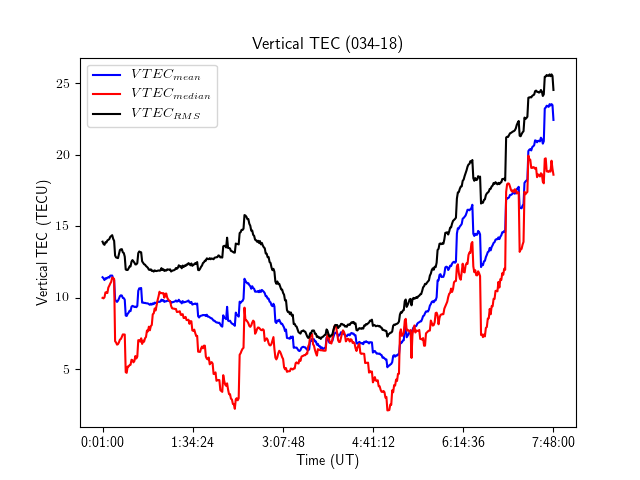 Vertical TEC (034-18)
VTEC_mean
VTEC_median
VTEC_RMS
Vertical TEC (TECU)
25
20
15
10
5
0:01:00 1:34:24 3:07:48 4:41:12 6:14:36 7:48:00
Time (UT)